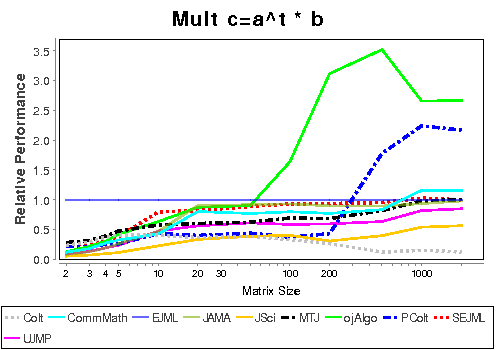 Mult c=a^t * b
Relative Performance
3.5
3.0
2.5
2.0
1.5
1.0
0.5
0.0
2 3 4 5 10 20 30 100 200 1000
Matrix Size
Colt CommMath EJML JAMA JSci MTJ ojAlgo PColt SEJML
UJMP